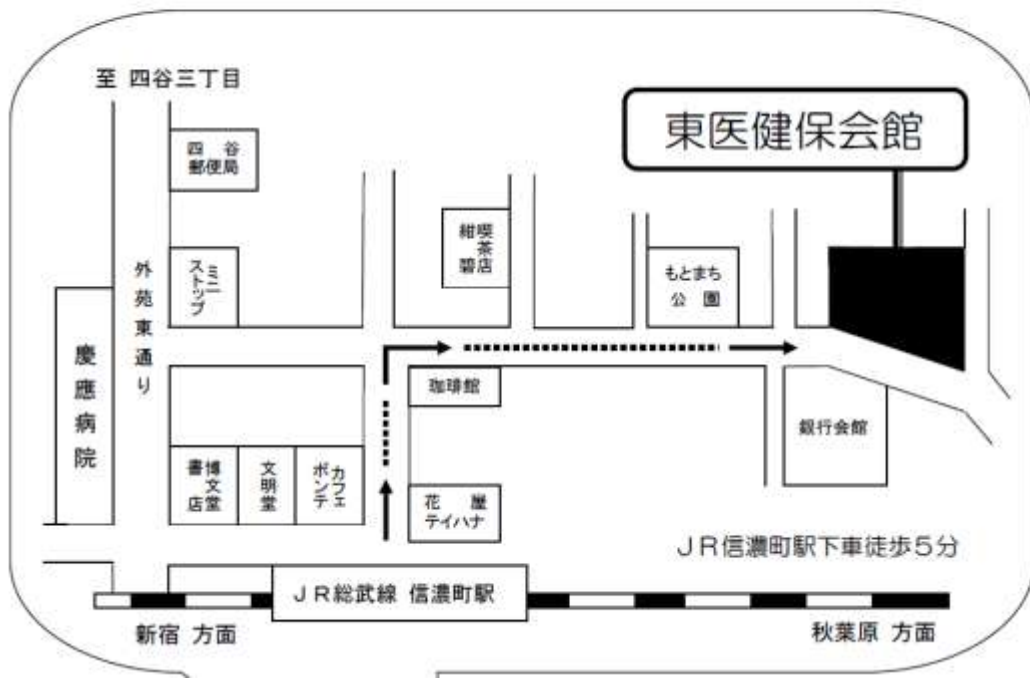 至 四谷三丁目
東医健保会館
四谷
郵便局
喫茶店
紺碧
ミニ
ストップ
もとまち
公園
外苑東通り
慶應病院
珈琲館
銀行会館
博文堂
書店
文明堂
カフェ
ポンテ
花屋
テイハナ
JR信濃町駅下車徒歩5分
JR総武線 信濃町駅
新宿 方面
秋葉原 方面